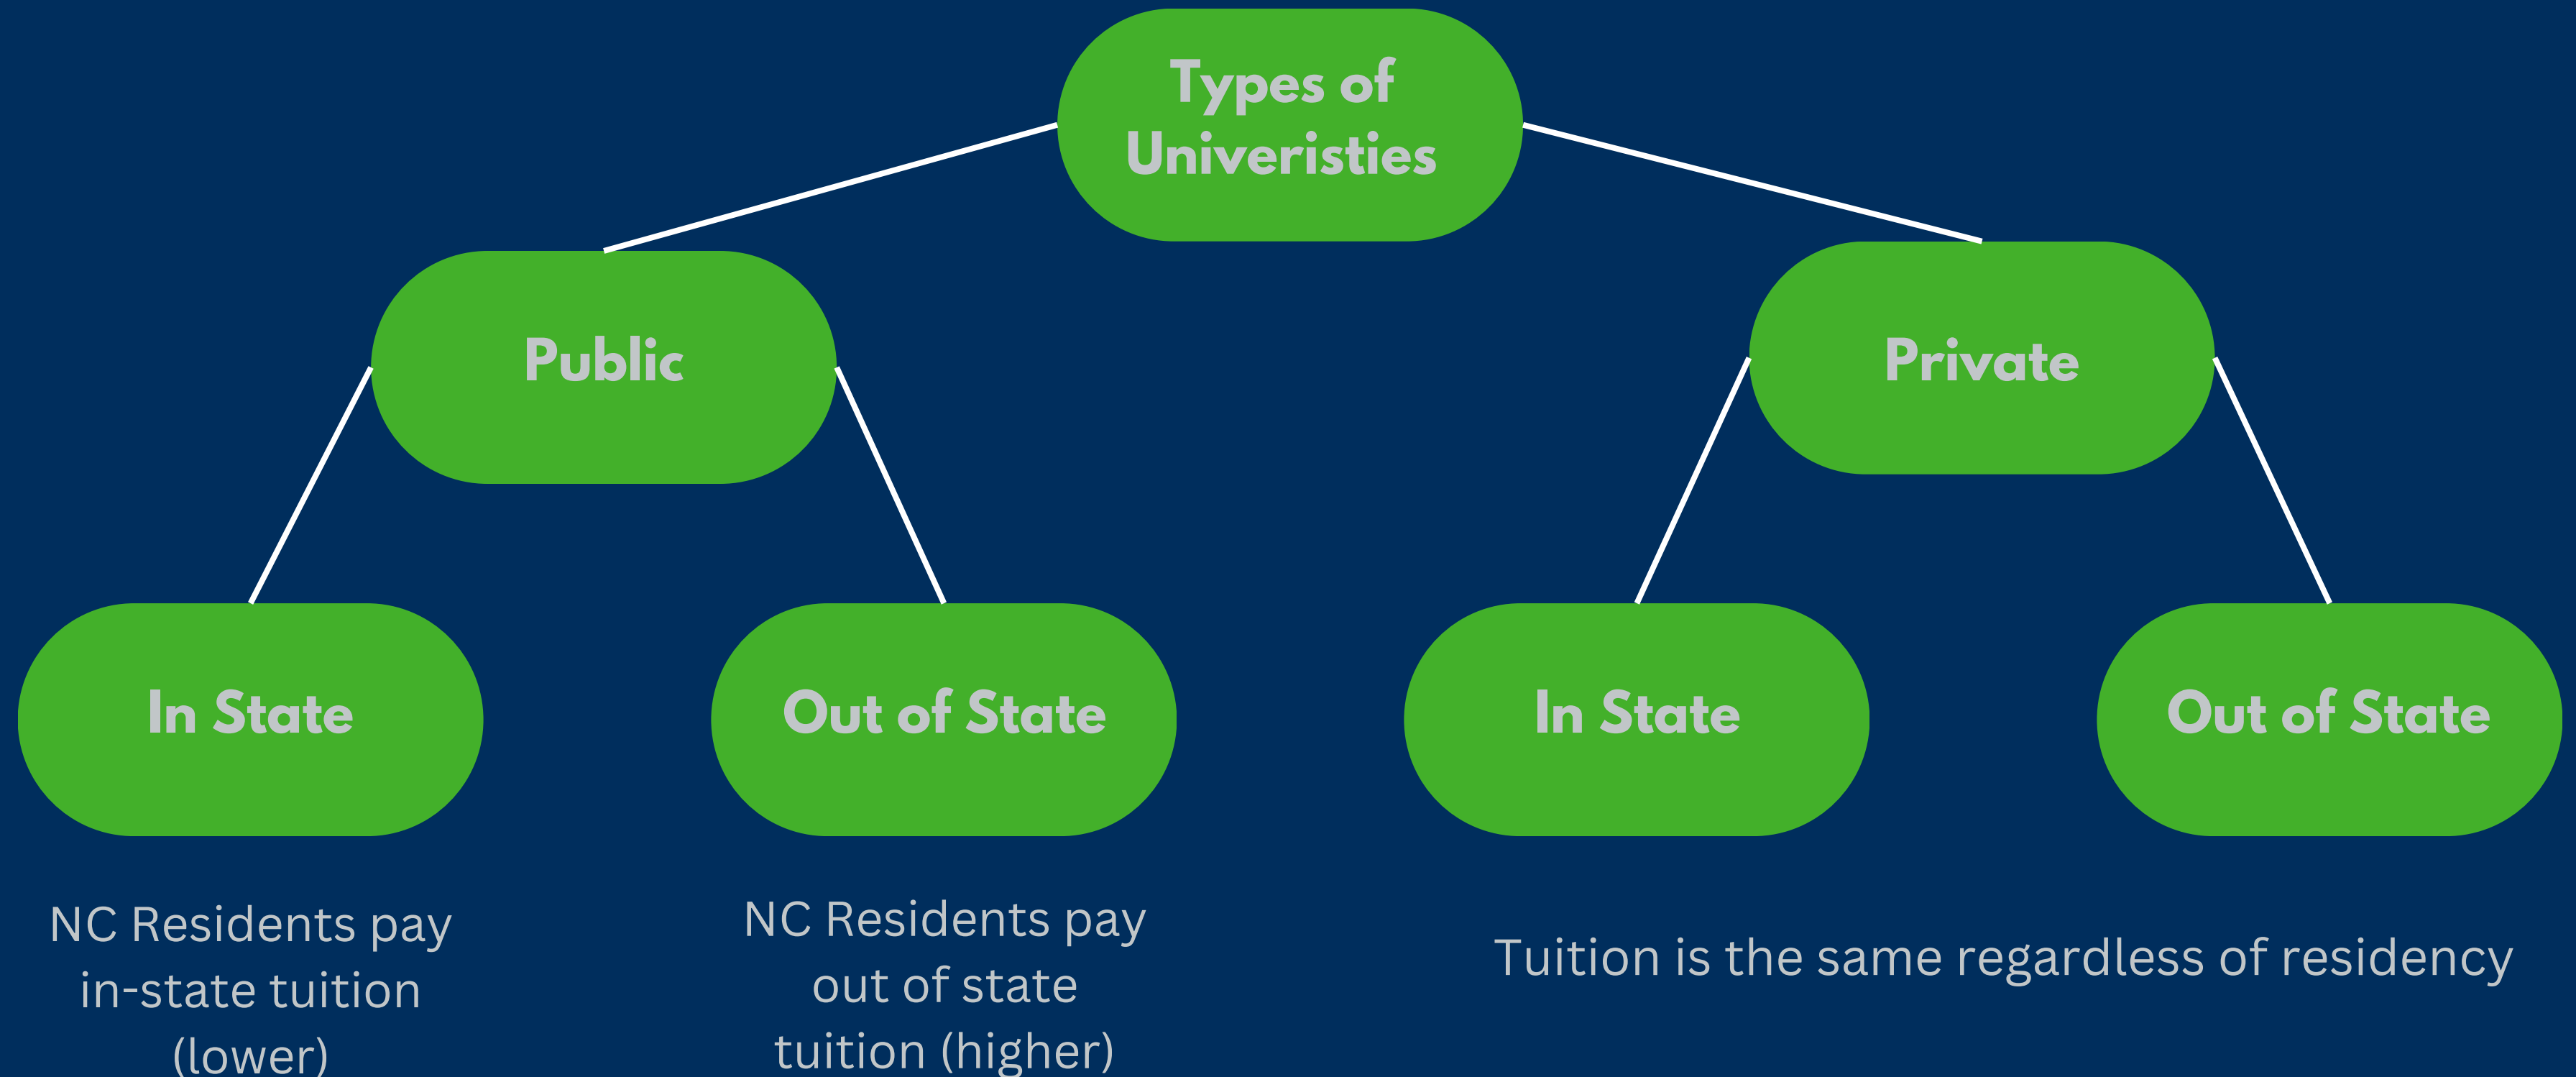 Types of
Univeristies
Public
Private
In State
Out of State
In State
Out of State
NC Residents pay
in-state tuition
(lower)
NC Residents pay
out of state
tuition (higher)
Tuition is the same regardless of residency